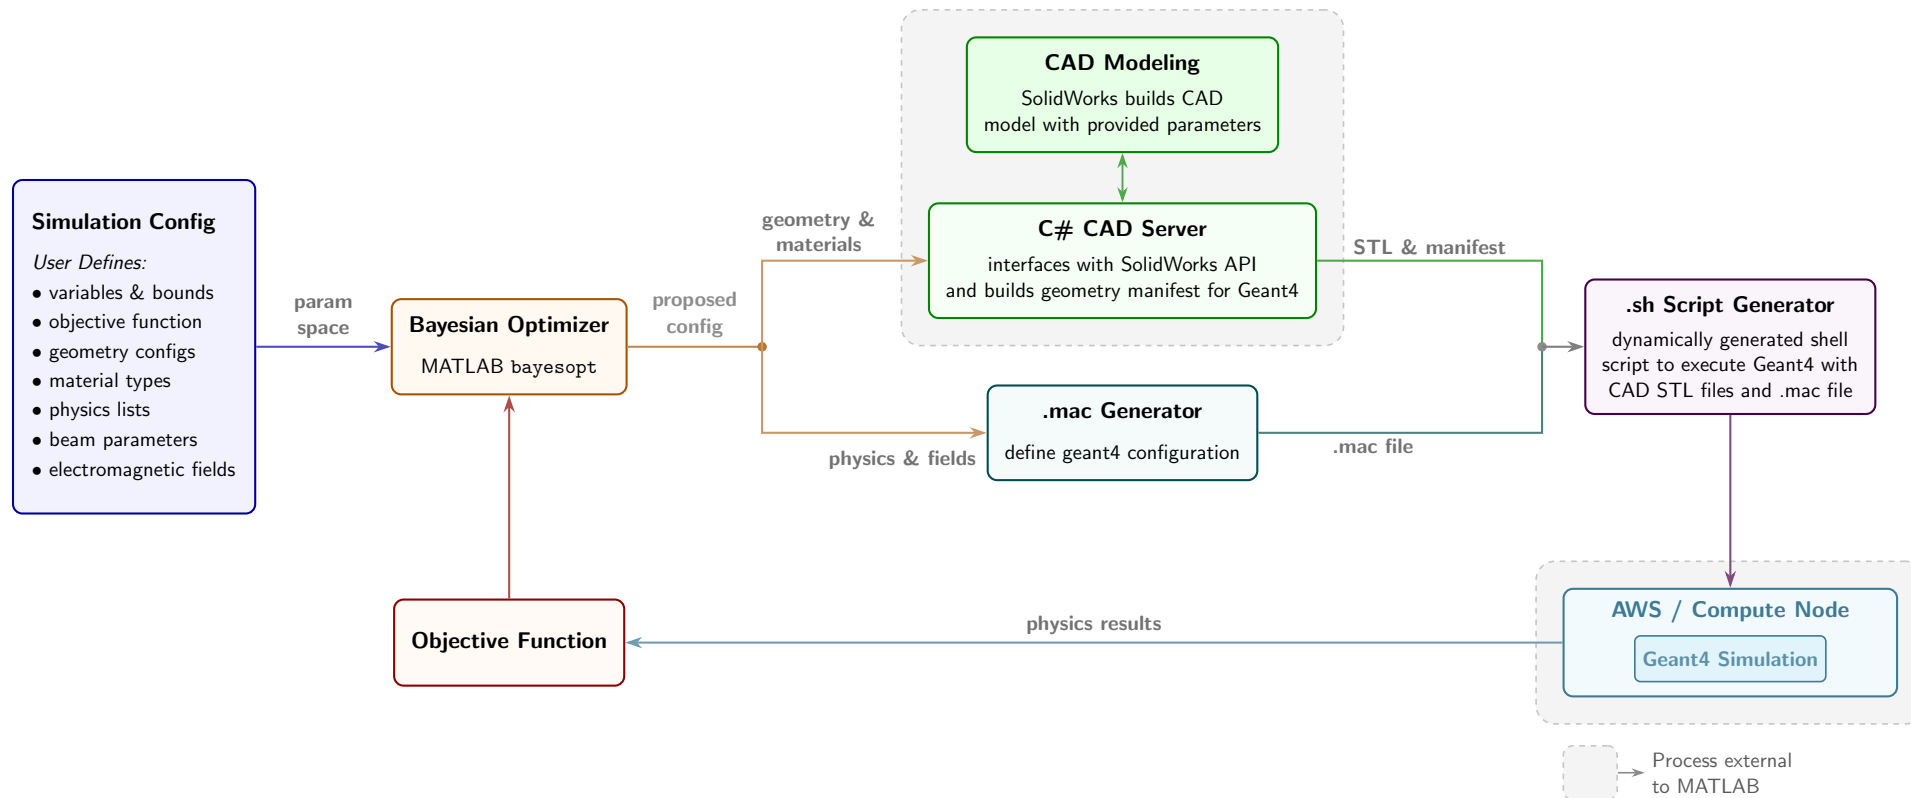 CAD Modeling
SolidWorks builds CAD
model with provided parameters
Simulation Config
User Defines:
• variables & bounds
• objective function
• geometry configs
• material types
• physics lists
• beam parameters
• electromagnetic fields
param
space
Bayesian Optimizer
MATLAB bayesopt
proposed
config
geometry &
materials
C# CAD Server
interfaces with SolidWorks API
and builds geometry manifest for Geant4
STL & manifest
physics & fields
.mac Generator
define geant4 configuration
.mac file
.sh Script Generator
dynamically generated shell
script to execute Geant4 with
CAD STL files and .mac file
AWS / Compute Node
Geant4 Simulation
physics results
Objective Function
Process external
to MATLAB